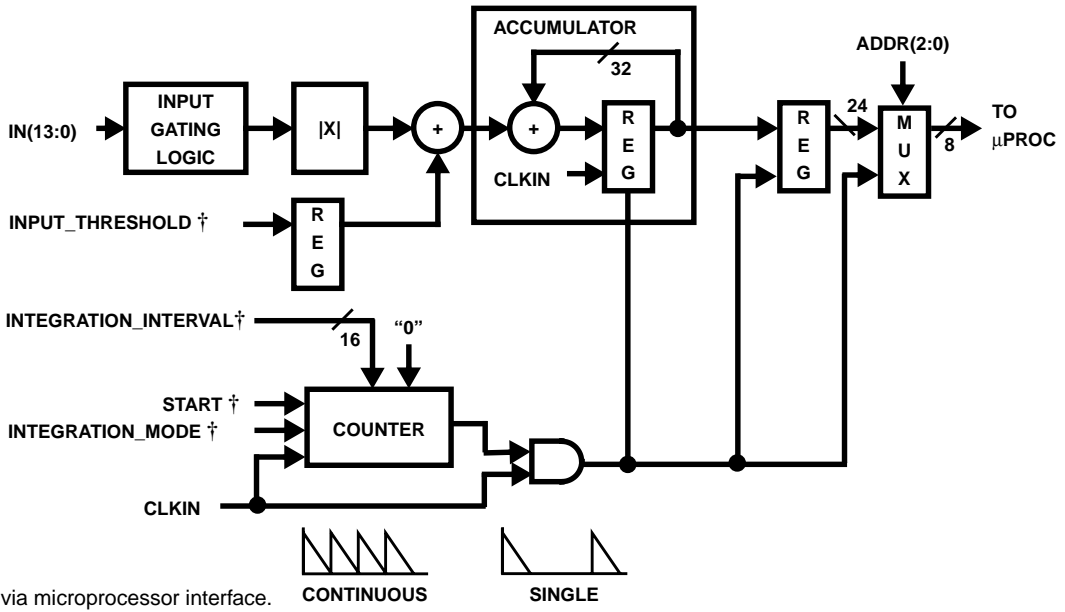 ACCUMULATOR
32
ADDR(2:0)
IN(13:0)
INPUT
GATING
LOGIC
|X|
+
+
R
E
G
CLKIN
R
E
G
24
M
U
X
8
TO
μPROC
INPUT_THRESHOLD †
R
E
G
INTEGRATION_INTERVAL†
16
“0”
START †
INTEGRATION_MODE †
COUNTER
CLKIN
via microprocessor interface.
CONTINUOUS
SINGLE